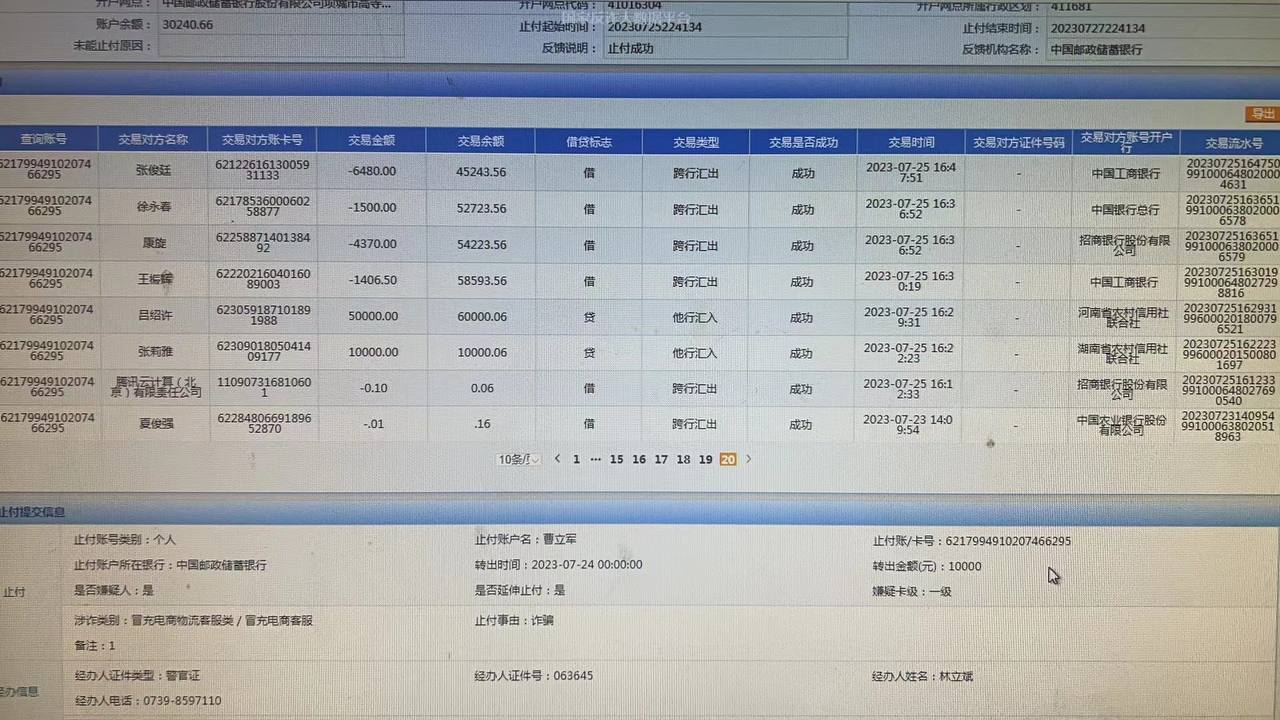 开户网点： 中国邮政储蓄银行股份有限公司项城市高寺... 开户网点代码： 41016304 开户网点所属行政区划： 411681
国家反诈大数据平台
账户余额： 30240.66 止付起始时间： 20230725224134 止付结束时间： 20230727224134
未能止付原因： 反馈说明： 止付成功 反馈机构名称： 中国邮政储蓄银行
导出
查询账号 交易对方名称 交易对方账卡号 交易金额 交易余额 借贷标志 交易类型 交易是否成功 交易时间 交易对方证件号码 交易对方账号开户行 交易流水号
6217994910207466295 张俊廷 6212261613005931133 -6480.00 45243.56 借 跨行汇出 成功 2023-07-25 16:47:51 - 中国工商银行 20230725164750991000648020004631
6217994910207466295 徐永春 6217853600060258877 -1500.00 52723.56 借 跨行汇出 成功 2023-07-25 16:36:52 - 中国银行总行 20230725163651991000638020006578
6217994910207466295 康旋 6225887140138492 -4370.00 54223.56 借 跨行汇出 成功 2023-07-25 16:36:52 - 招商银行股份有限公司 20230725163651991000638020006579
6217994910207466295 王振辉 6222021604016089003 -1406.50 58593.56 借 跨行汇出 成功 2023-07-25 16:30:19 - 中国工商银行 20230725163019991000648027298816
6217994910207466295 吕绍许 623059187101891988 50000.00 60000.06 贷 他行汇入 成功 2023-07-25 16:29:31 - 河南省农村信用社联合社 20230725162931996000201800796521
6217994910207466295 张莉雅 6230901805041409177 10000.00 10000.06 贷 他行汇入 成功 2023-07-25 16:22:23 - 湖南省农村信用社联合社 20230725162223996000201500801697
6217994910207466295 腾讯云计算（北京）有限责任公司 110907316810601 -0.10 0.06 借 跨行汇出 成功 2023-07-25 16:12:33 - 招商银行股份有限公司 20230725161233991000648027690540
6217994910207466295 夏俊强 6228480669189652870 -.01 .16 借 跨行汇出 成功 2023-07-23 14:09:54 - 中国农业银行股份有限公司 20230723140954991000638020518963
10条/ < 1 ··· 15 16 17 18 19 20 >
止付提交信息
止付账号类别：个人 止付账户名：曹立军 止付账/卡号：6217994910207466295
止付账户所在银行：中国邮政储蓄银行 转出时间：2023-07-24 00:00:00 转出金额(元)：10000
止付 是否嫌疑人：是 是否延伸止付：是 嫌疑卡级：一级
涉诈类别：冒充电商物流客服类 / 冒充电商客服 止付事由：诈骗
备注：1
经办人证件类型：警官证 经办人证件号：063645 经办人姓名：林立斌
经办信息
经办人电话：0739-8597110